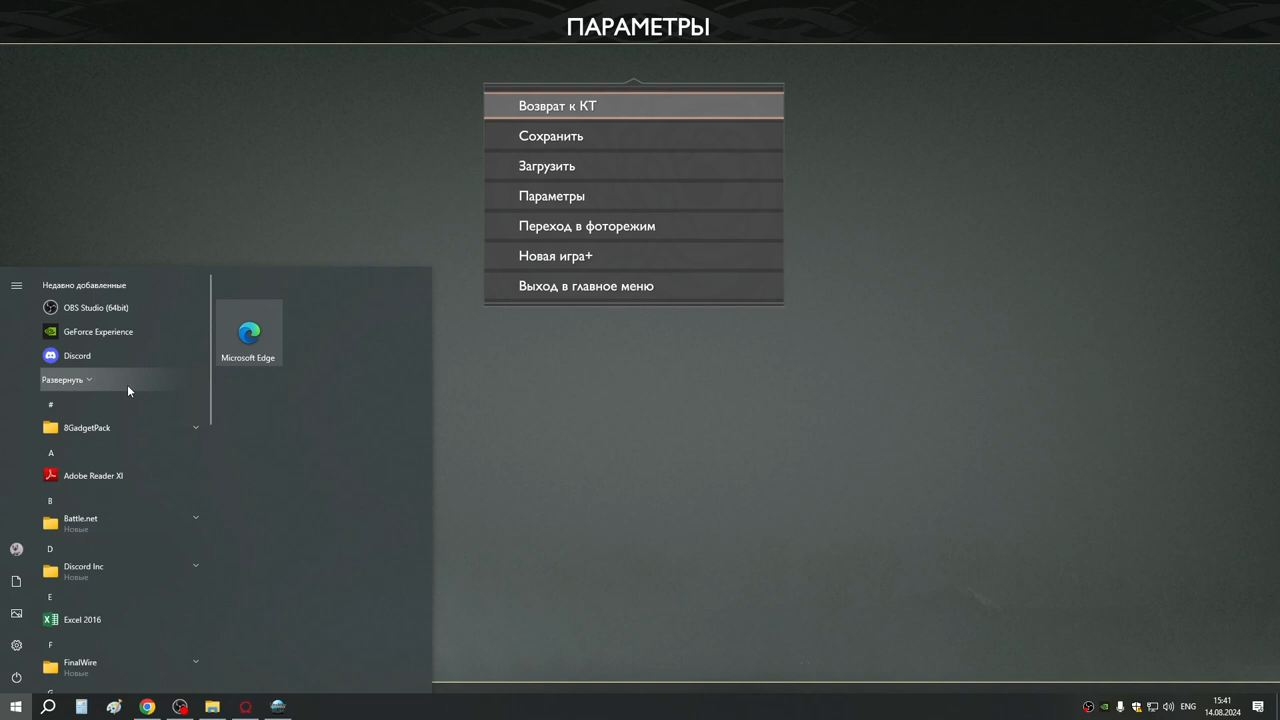 ПАРАМЕТРЫ
Возврат к КТ
Сохранить
Загрузить
Параметры
Переход в фоторежим
Новая игра+
Выход в главное меню
Недавно добавленные
OBS Studio (64bit)
GeForce Experience
Discord
Развернуть
#
8GadgetPack
A
Adobe Reader XI
B
Battle.net
Новые
D
Discord Inc
Новые
E
Excel 2016
F
FinalWire
Новые
G
Microsoft Edge
ENG
15:41
14.08.2024